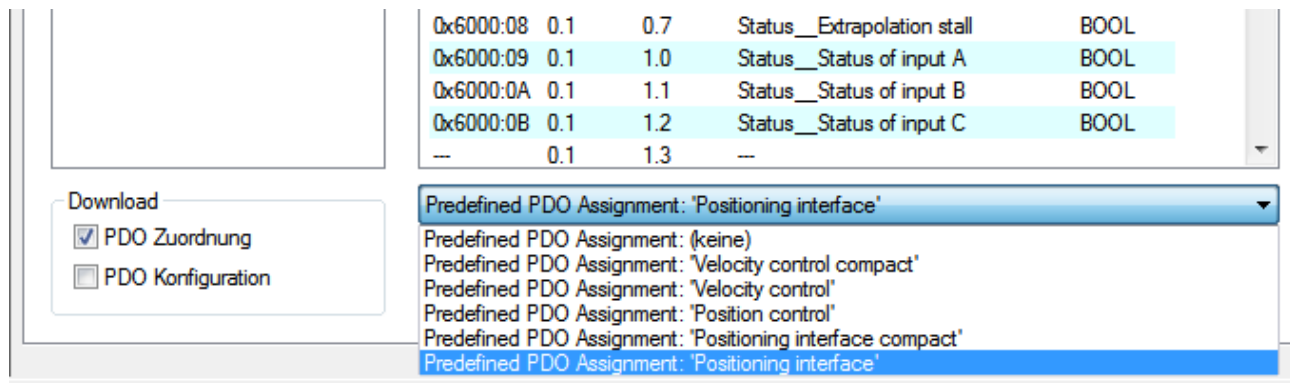 0x6000:08 0.1 0.7 Status__Extrapolation stall BOOL
0x6000:09 0.1 1.0 Status__Status of input A BOOL
0x6000:0A 0.1 1.1 Status__Status of input B BOOL
0x6000:0B 0.1 1.2 Status__Status of input C BOOL
--- 0.1 1.3 ---
Download
PDO Zuordnung
PDO Konfiguration
Predefined PDO Assignment: 'Positioning interface'
Predefined PDO Assignment: (keine)
Predefined PDO Assignment: 'Velocity control compact'
Predefined PDO Assignment: 'Velocity control'
Predefined PDO Assignment: 'Position control'
Predefined PDO Assignment: 'Positioning interface compact'
Predefined PDO Assignment: 'Positioning interface'